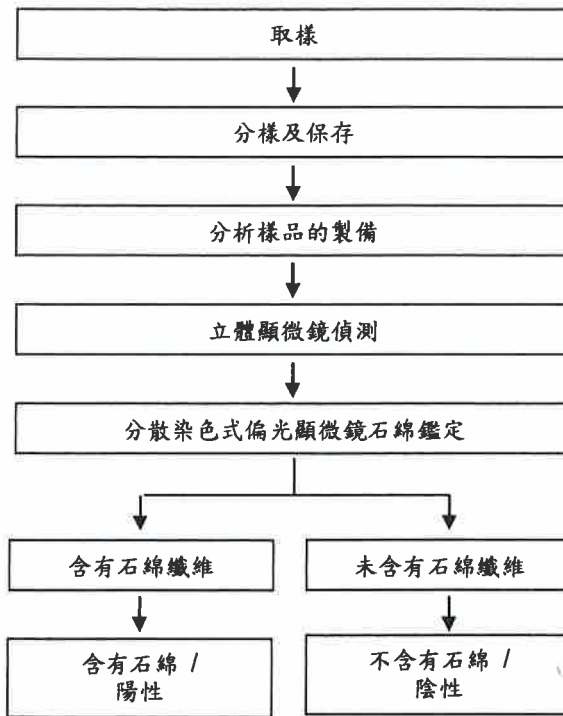 取樣
分樣及保存
分析樣品的製備
立體顯微鏡偵測
分散染色式偏光顯微鏡石綿鑑定
含有石綿纖維
未含有石綿纖維
含有石綿 /
陽性
不含有石綿 /
陰性